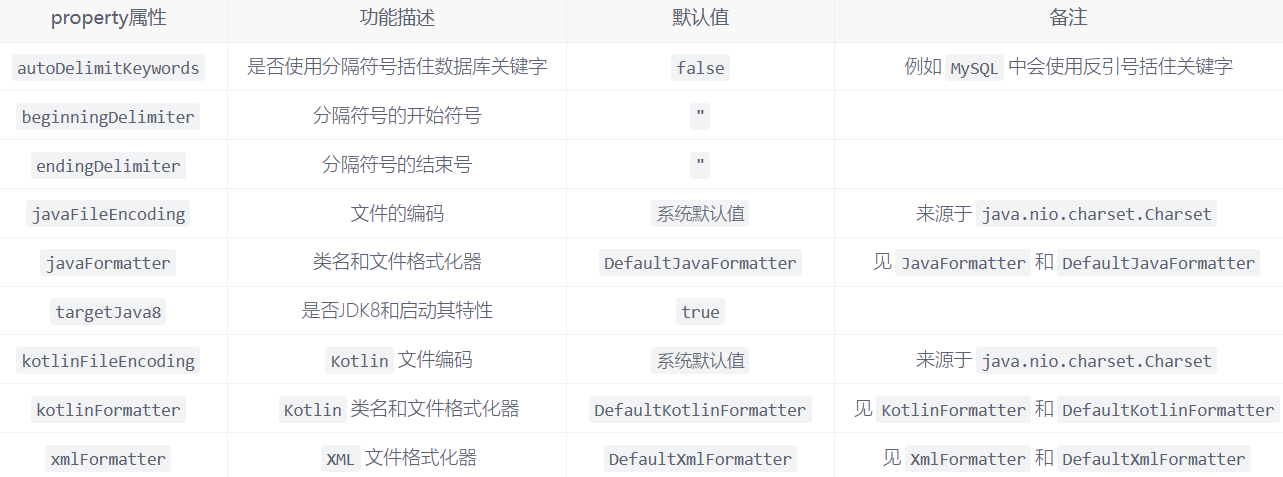 property属性 功能描述 默认值 备注
autoDelimitKeywords 是否使用分隔符号括住数据库关键字 false 例如 MySQL 中会使用反引号括住关键字
beginningDelimiter 分隔符号的开始符号 "
endingDelimiter 分隔符号的结束号 "
javaFileEncoding 文件的编码 系统默认值 来源于 java.nio.charset.Charset
javaFormatter 类名和文件格式化器 DefaultJavaFormatter 见 JavaFormatter 和 DefaultJavaFormatter
targetJava8 是否JDK8和启动其特性 true
kotlinFileEncoding Kotlin 文件编码 系统默认值 来源于 java.nio.charset.Charset
kotlinFormatter Kotlin 类名和文件格式化器 DefaultKotlinFormatter 见 KotlinFormatter 和 DefaultKotlinFormatter
xmlFormatter XML 文件格式化器 DefaultXmlFormatter 见 XmlFormatter 和 DefaultXmlFormatter